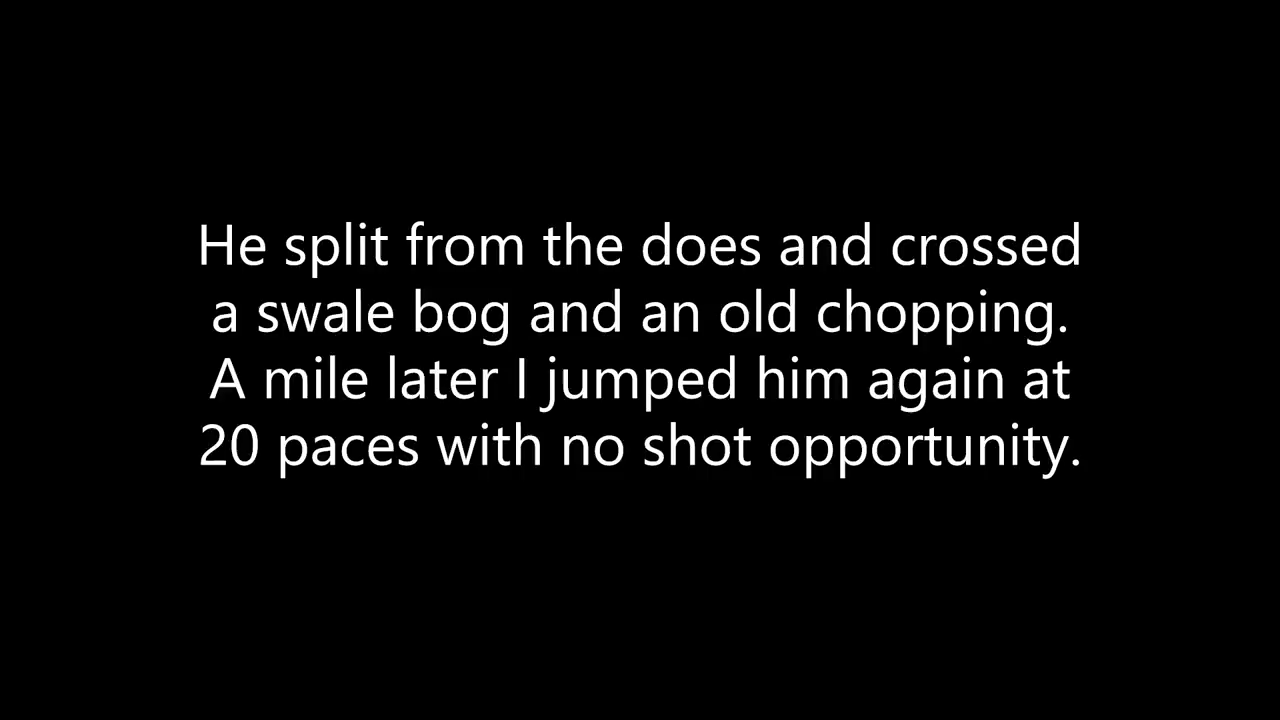 He split from the does and crossed
a swale bog and an old chopping.
A mile later I jumped him again at
20 paces with no shot opportunity.